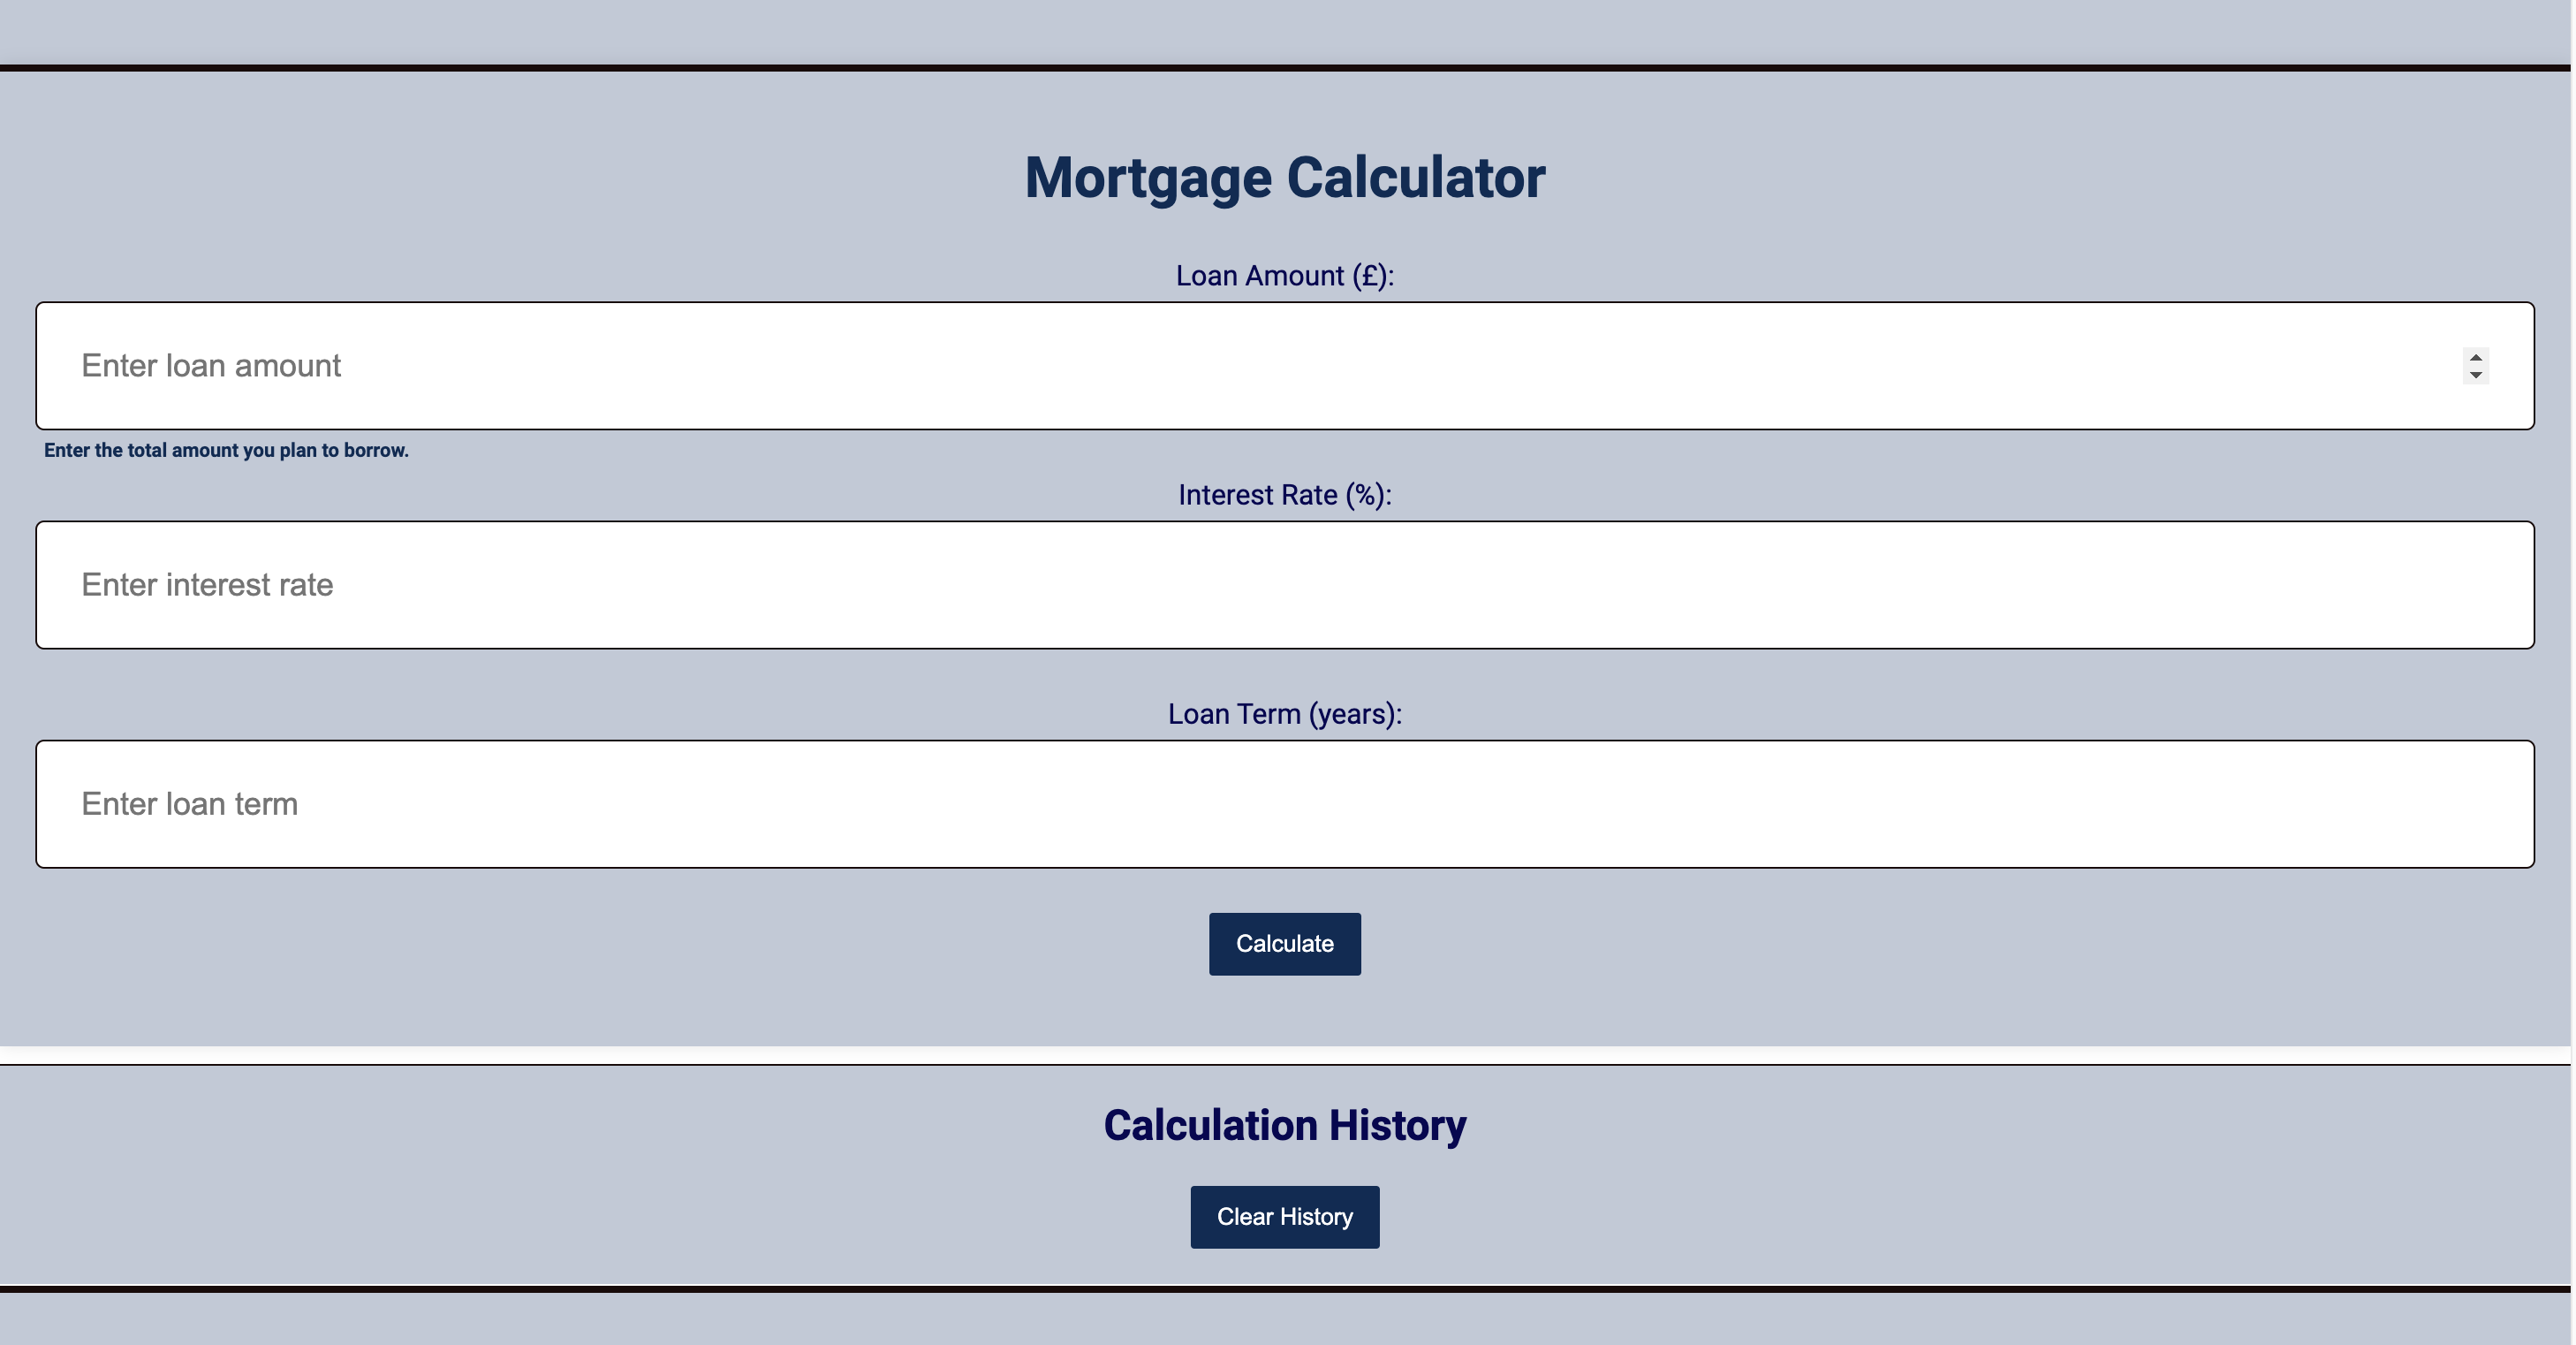 Mortgage Calculator
Loan Amount (£):
Enter loan amount
Enter the total amount you plan to borrow.
Interest Rate (%):
Enter interest rate
Loan Term (years):
Enter loan term
Calculate
Calculation History
Clear History